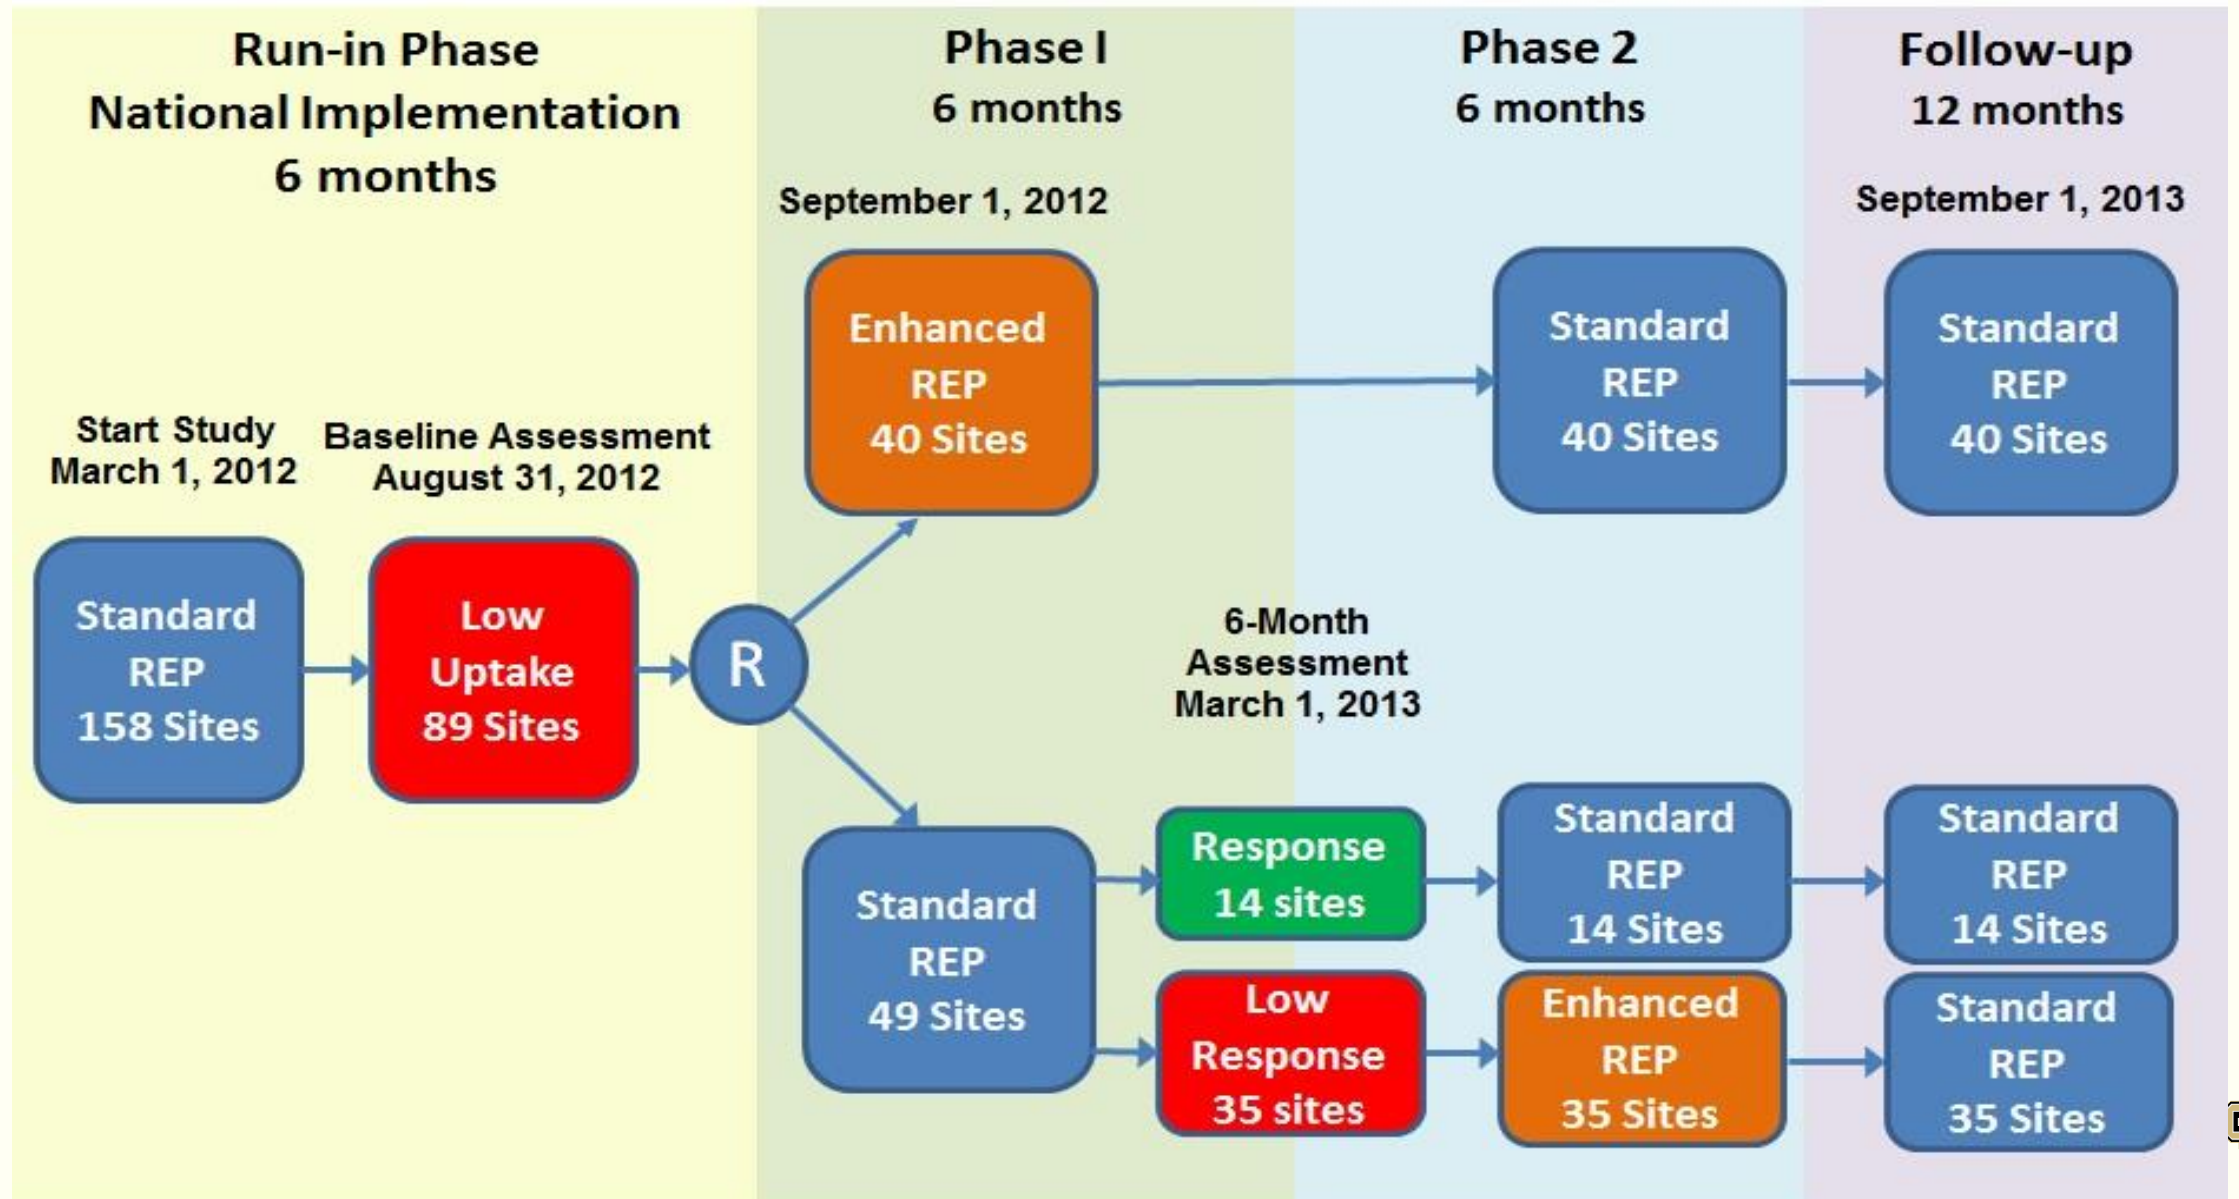 Run-in Phase
National Implementation
6 months
Phase I
6 months
Phase 2
6 months
Follow-up
12 months
September 1, 2012
September 1, 2013
Start Study
March 1, 2012
Baseline Assessment
August 31, 2012
Standard
REP
158 Sites
Low
Uptake
89 Sites
R
Enhanced
REP
40 Sites
Standard
REP
40 Sites
Standard
REP
40 Sites
6-Month
Assessment
March 1, 2013
Standard
REP
49 Sites
Response
14 sites
Standard
REP
14 Sites
Standard
REP
14 Sites
Low
Response
35 sites
Enhanced
REP
35 Sites
Standard
REP
35 Sites